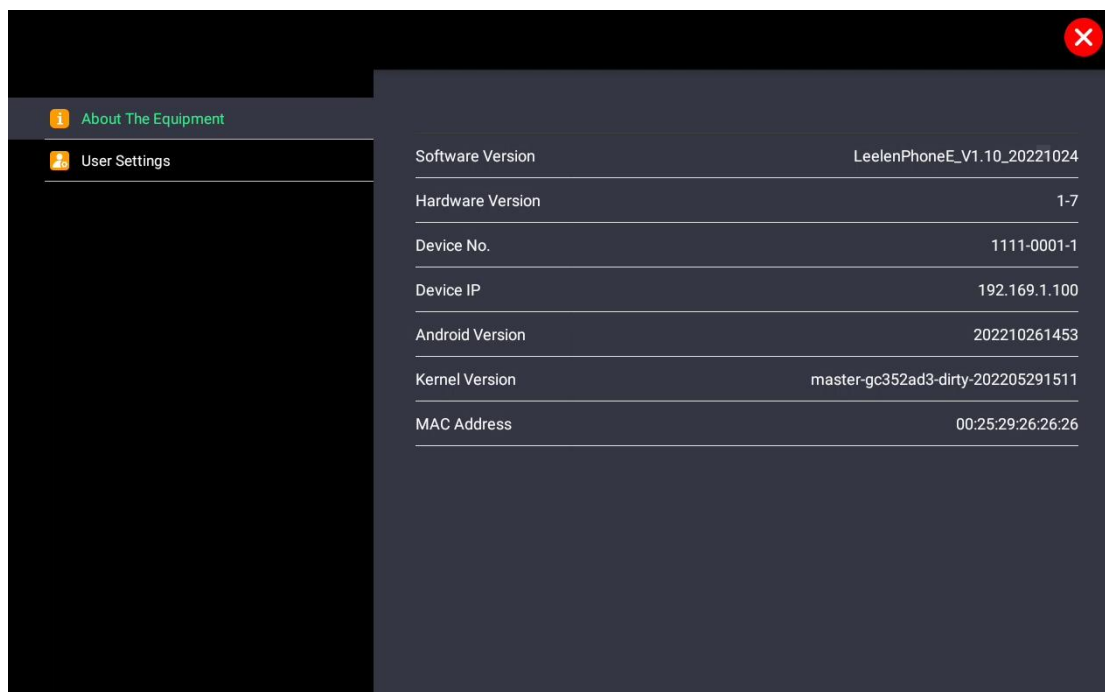 About The Equipment
User Settings
Software Version LeelenPhoneE_V1.10_20221024
Hardware Version 1-7
Device No. 1111-0001-1
Device IP 192.169.1.100
Android Version 202210261453
Kernel Version master-gc352ad3-dirty-202205291511
MAC Address 00:25:29:26:26:26